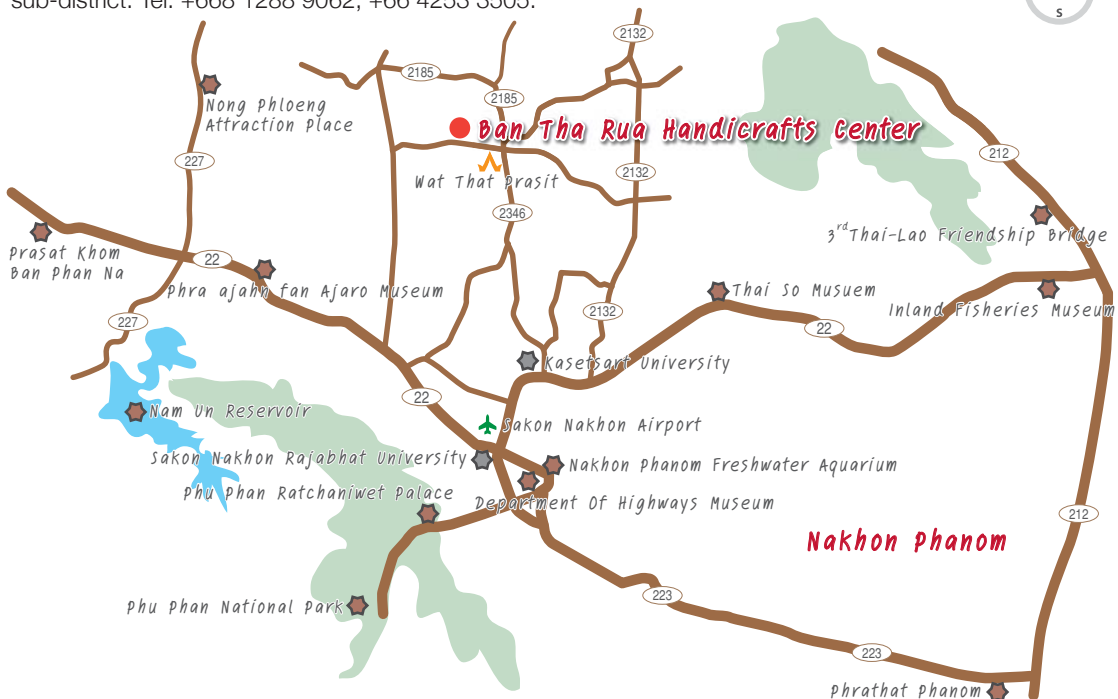 sub-district. Tel. +668 1288 9062, +66 4253 3505.
S
2132
2185
Nong Phloeng
Attraction Place
2185
Ban Tha Rua Handicrafts Center
212
227
Wat That Prasit
2132
2346
3rd Thai-Lao Friendship Bridge
Prasat Khom
Ban Phan Na
22
Phra ajahn fan Ajaro Museum
Thai So Musuem
Inland Fisheries Museum
227
2132
22
Kasetsart University
22
Nam Un Reservoir
Sakon Nakhon Airport
Sakon Nakhon Rajabhat University
Nakhon Phanom Freshwater Aquarium
Phu Phan Ratchaniwet Palace
Department Of Highways Museum
212
Nakhon Phanom
223
Phu Phan National Park
223
Phrathat Phanom